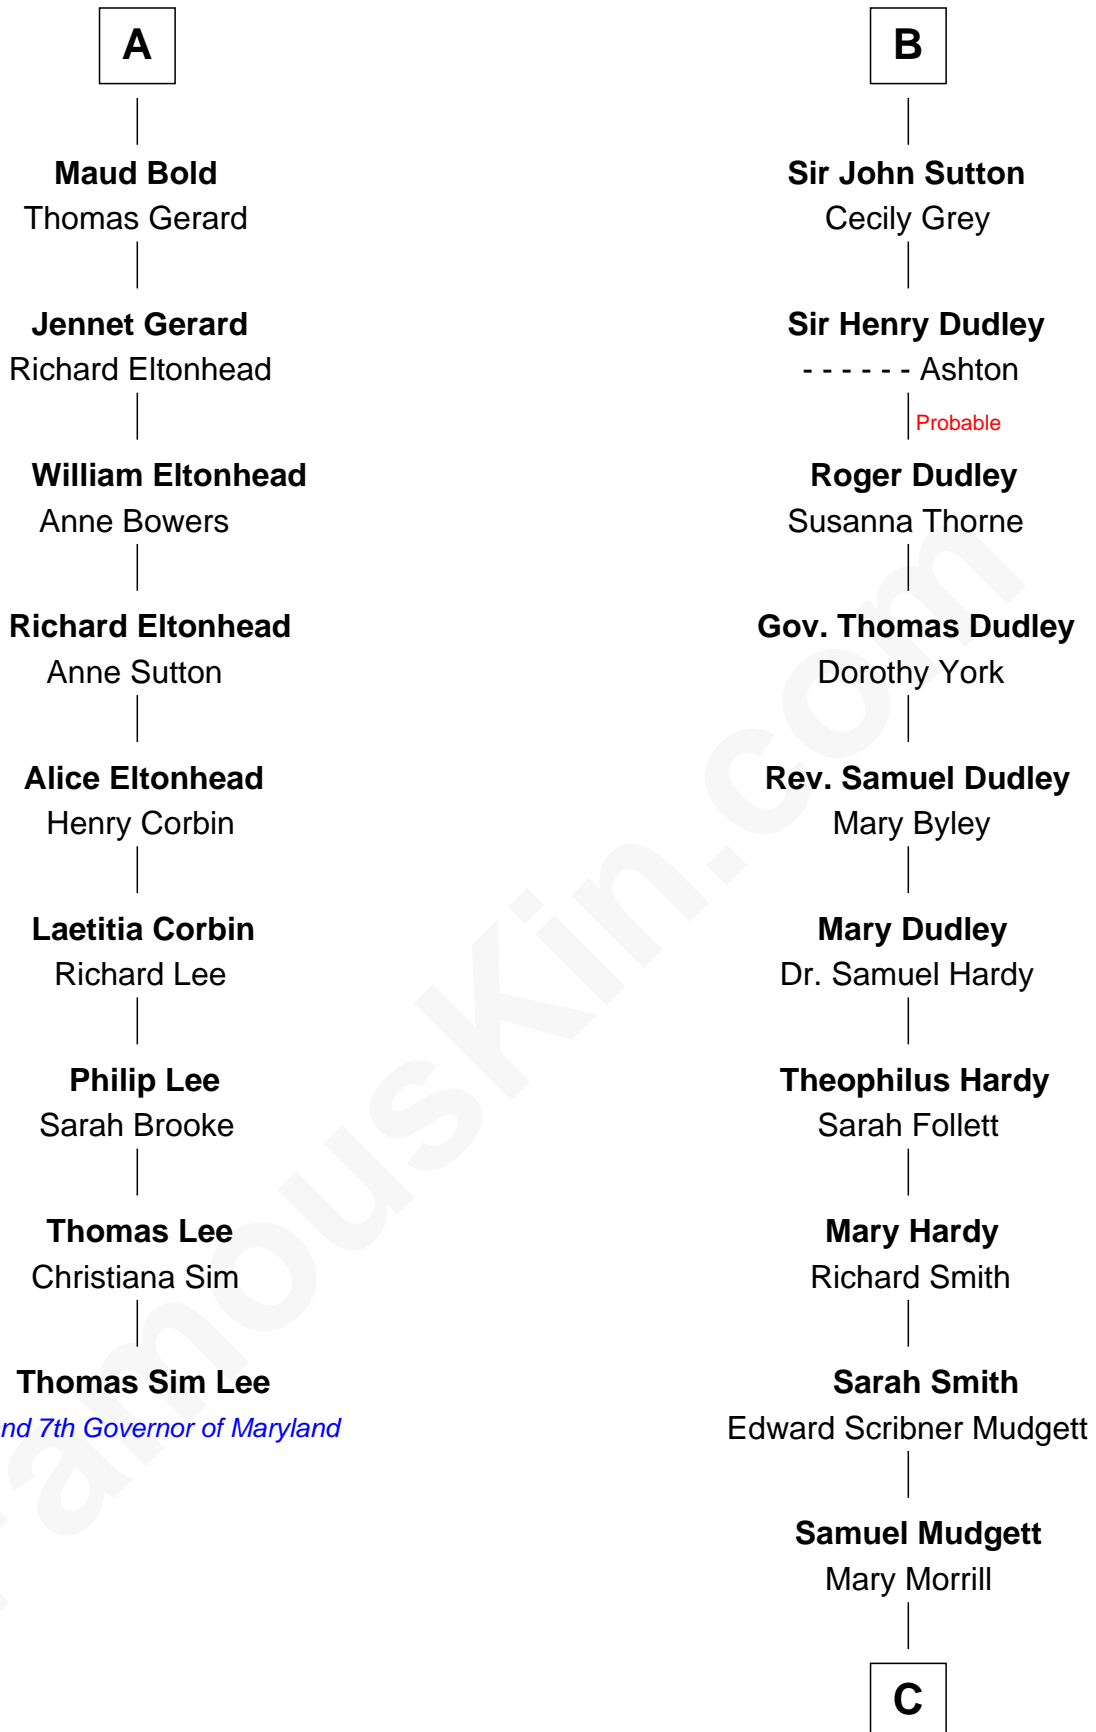 A
Maud Bold
Thomas Gerard
Jennet Gerard
Richard Eltonhead
William Eltonhead
Anne Bowers
Richard Eltonhead
Anne Sutton
Alice Eltonhead
Henry Corbin
Laetitia Corbin
Richard Lee
Philip Lee
Sarah Brooke
Thomas Lee
Christiana Sim
Thomas Sim Lee
nd 7th Governor of Maryland
B
Sir John Sutton
Cecily Grey
Sir Henry Dudley
- - - - - - Ashton
Probable
Roger Dudley
Susanna Thorne
Gov. Thomas Dudley
Dorothy York
Rev. Samuel Dudley
Mary Byley
Mary Dudley
Dr. Samuel Hardy
Theophilus Hardy
Sarah Follett
Mary Hardy
Richard Smith
Sarah Smith
Edward Scribner Mudgett
Samuel Mudgett
Mary Morrill
C
FamousKin.com